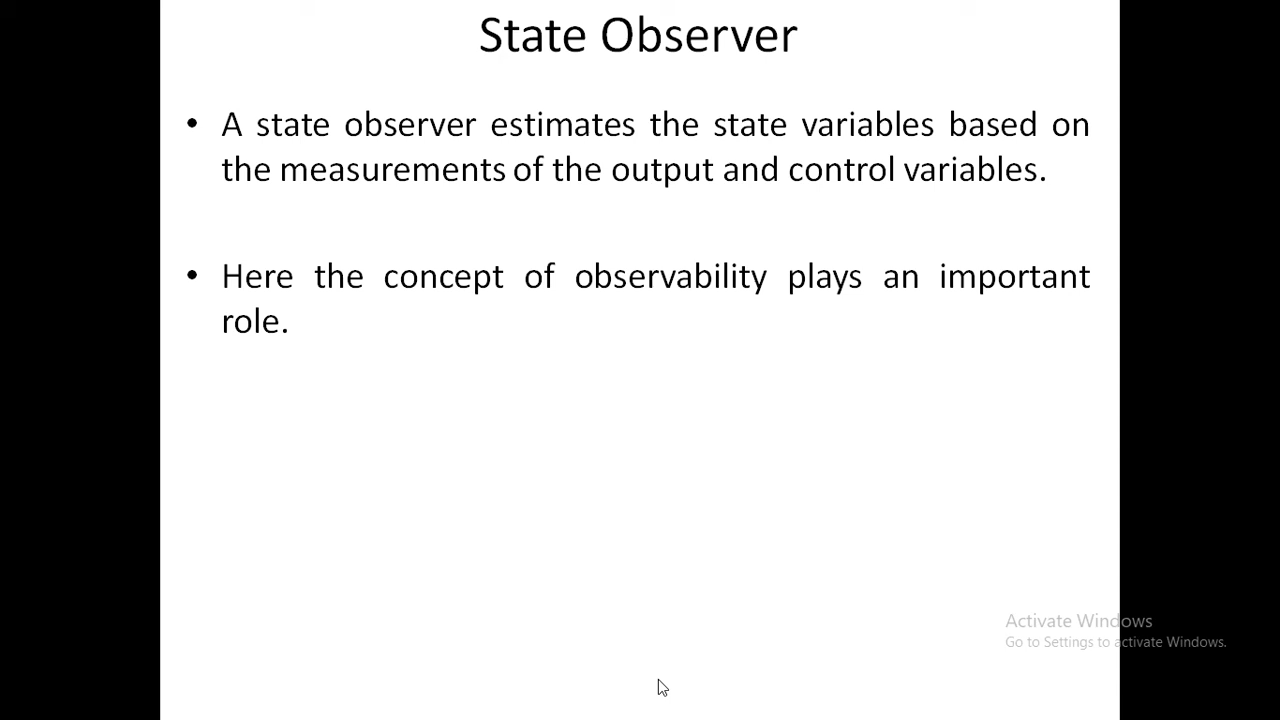 State Observer
• A state observer estimates the state variables based on
the measurements of the output and control variables.
• Here the concept of observability plays an important
role.
Activate Windows
Go to Settings to activate Windows.